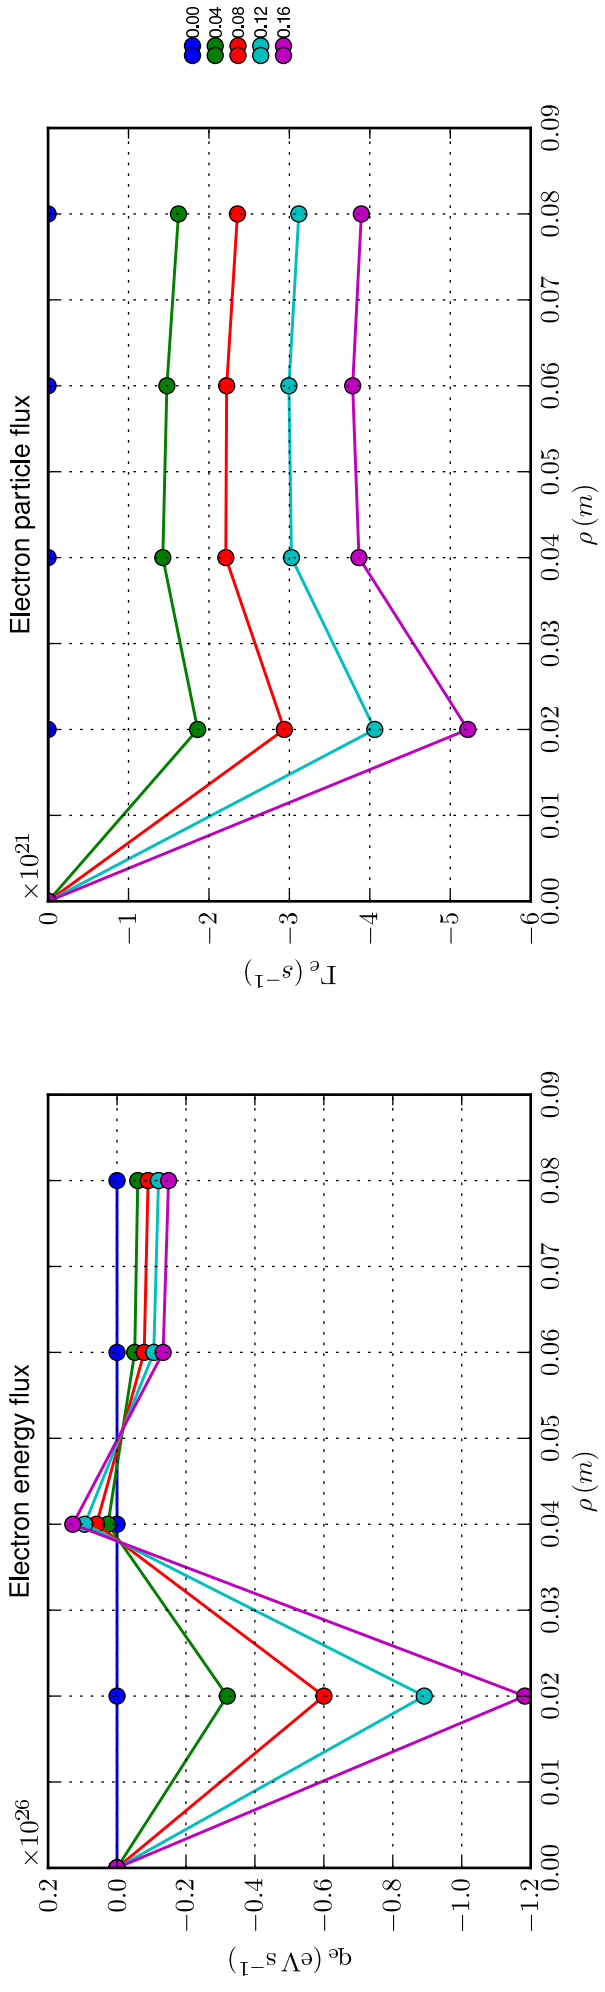 Electron energy flux
×10²⁶
0.2
0.0
−0.2
−0.4
−0.6
−0.8
−1.0
−1.2
qₑ (eV s⁻¹)
0.00 0.01 0.02 0.03 0.04 0.05 0.06 0.07 0.08 0.09
ρ (m)
Electron particle flux
×10²¹
0
−1
−2
−3
−4
−5
−6
Γₑ (s⁻¹)
0.00 0.01 0.02 0.03 0.04 0.05 0.06 0.07 0.08 0.09
ρ (m)
0.00
0.04
0.08
0.12
0.16